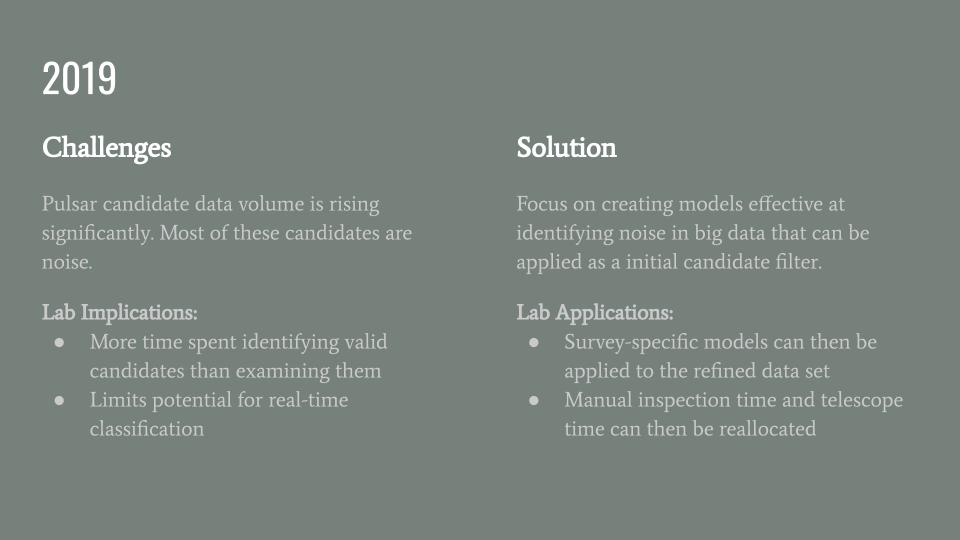 2019
Challenges
Pulsar candidate data volume is rising
significantly. Most of these candidates are
noise.
Lab Implications:
● More time spent identifying valid
candidates than examining them
● Limits potential for real-time
classification
Solution
Focus on creating models effective at
identifying noise in big data that can be
applied as a initial candidate filter.
Lab Applications:
● Survey-specific models can then be
applied to the refined data set
● Manual inspection time and telescope
time can then be reallocated